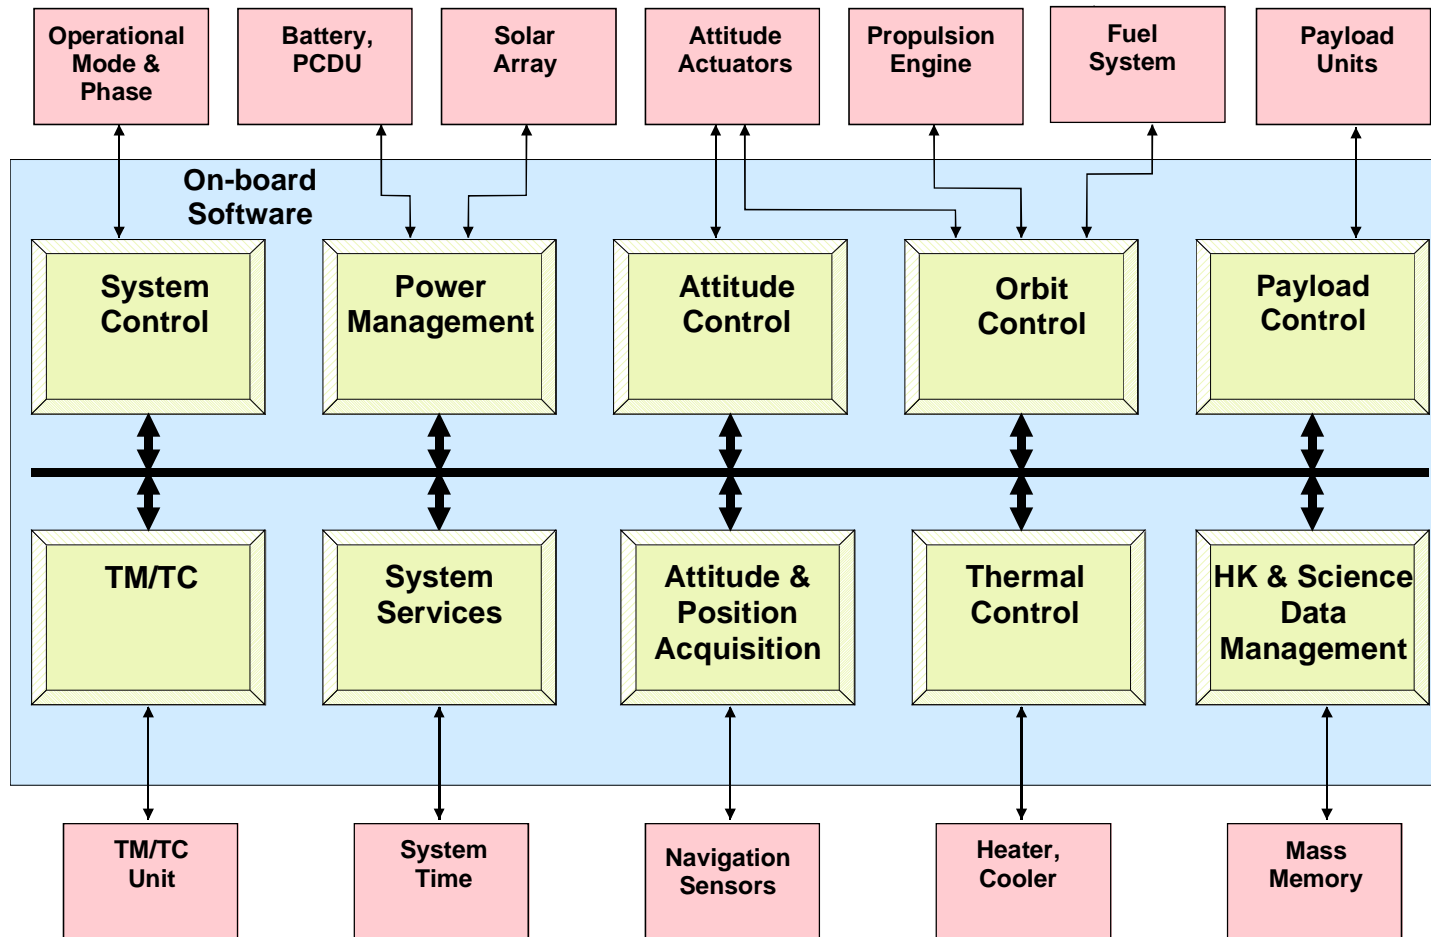 Operational
Mode &
Phase
Battery,
PCDU
Solar
Array
Attitude
Actuators
Propulsion
Engine
Fuel
System
Payload
Units
On-board
Software
System
Control
Power
Management
Attitude
Control
Orbit
Control
Payload
Control
TM/TC
System
Services
Attitude &
Position
Acquisition
Thermal
Control
HK & Science
Data
Management
TM/TC
Unit
System
Time
Navigation
Sensors
Heater,
Cooler
Mass
Memory